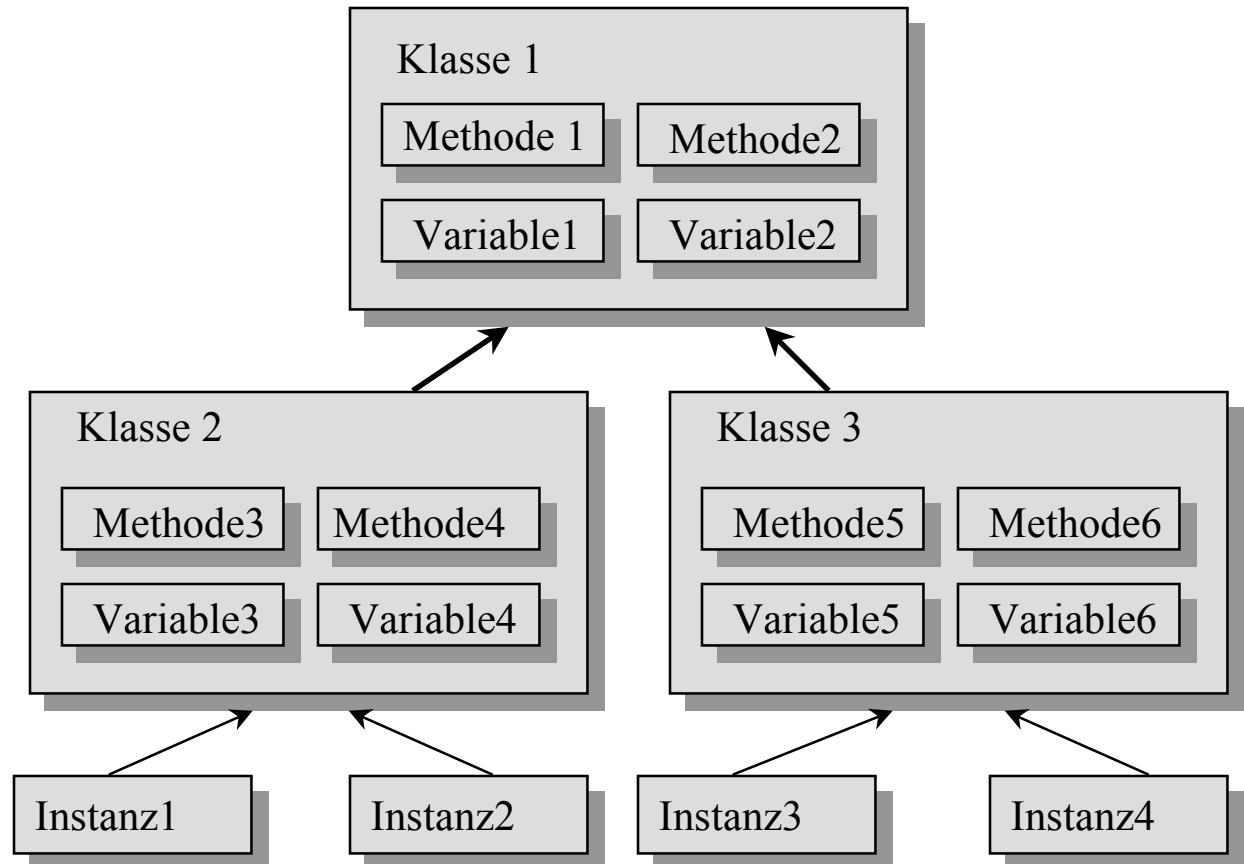 Klasse 1
Methode 1
Methode2
Variable1
Variable2
Klasse 2
Methode3
Methode4
Variable3
Variable4
Klasse 3
Methode5
Methode6
Variable5
Variable6
Instanz1
Instanz2
Instanz3
Instanz4